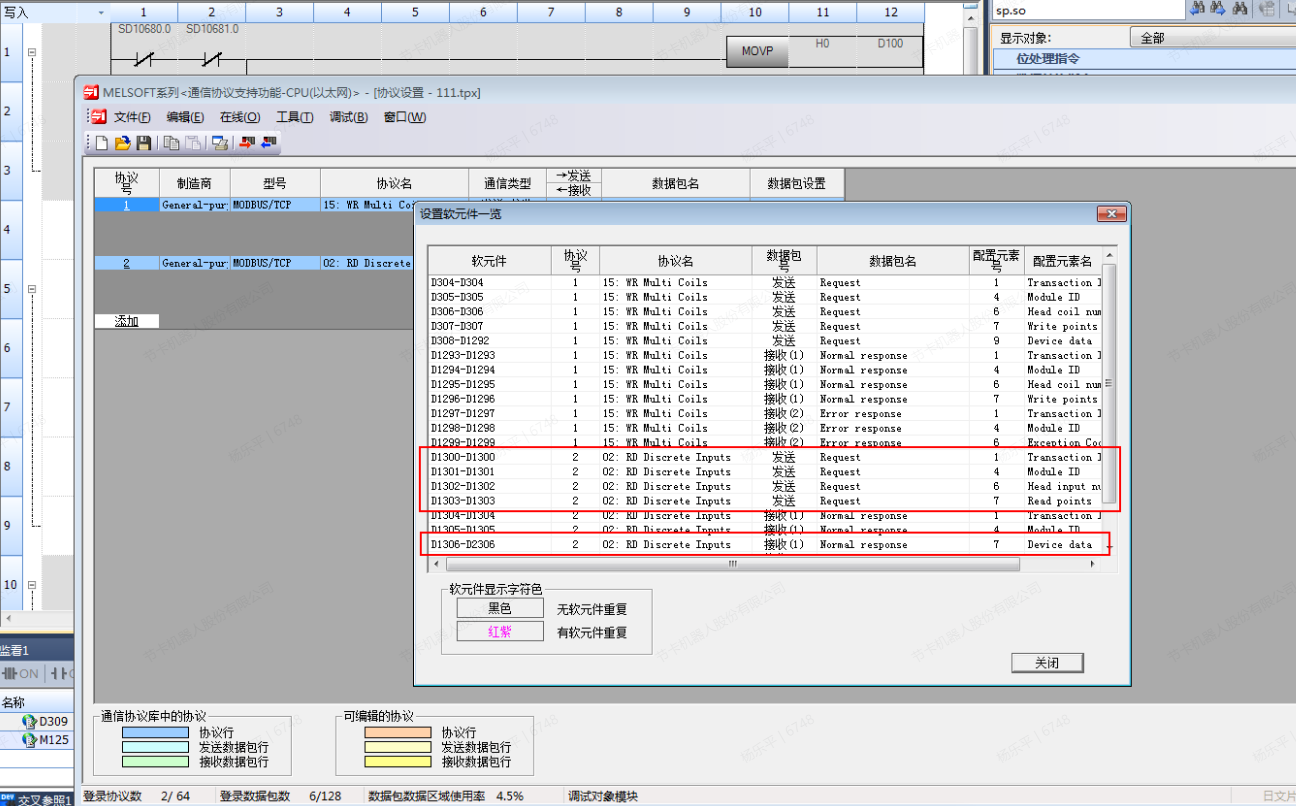 写入
1 2 3 4 5 6 7 8 9 10 11 12
sp.so
显示对象: 全部
位处理指令
SD10680.0 SD10681.0
MOVP H0 D100
1
2
3
4
5
6
7
8
9
10
MELSOFT系列<通信协议支持功能-CPU(以太网)> - [协议设置 - 111.tpx]
文件(F) 编辑(E) 在线(O) 工具(T) 调试(B) 窗口(W)
协议号 制造商 型号 协议名 通信类型 →发送 ←接收 数据包名 数据包设置
1 General-pur MODBUS/TCP 15: WR Multi Co
2 General-pur MODBUS/TCP 02: RD Discrete
添加
设置软元件一览
软元件 协议号 协议名 数据包号 数据包名 配置元素号 配置元素名
D304-D304 1 15: WR Multi Coils 发送 Request 1 Transaction I
D305-D305 1 15: WR Multi Coils 发送 Request 4 Module ID
D306-D306 1 15: WR Multi Coils 发送 Request 6 Head coil num
D307-D307 1 15: WR Multi Coils 发送 Request 7 Write points
D308-D1292 1 15: WR Multi Coils 发送 Request 9 Device data
D1293-D1293 1 15: WR Multi Coils 接收(1) Normal response 1 Transaction I
D1294-D1294 1 15: WR Multi Coils 接收(1) Normal response 4 Module ID
D1295-D1295 1 15: WR Multi Coils 接收(1) Normal response 6 Head coil num
D1296-D1296 1 15: WR Multi Coils 接收(1) Normal response 7 Write points
D1297-D1297 1 15: WR Multi Coils 接收(2) Error response 1 Transaction I
D1298-D1298 1 15: WR Multi Coils 接收(2) Error response 4 Module ID
D1299-D1299 1 15: WR Multi Coils 接收(2) Error response 6 Exception Coo
D1300-D1300 2 02: RD Discrete Inputs 发送 Request 1 Transaction I
D1301-D1301 2 02: RD Discrete Inputs 发送 Request 4 Module ID
D1302-D1302 2 02: RD Discrete Inputs 发送 Request 6 Head input nu
D1303-D1303 2 02: RD Discrete Inputs 发送 Request 7 Read points
D1304-D1304 2 02: RD Discrete Inputs 接收(1) Normal response 1 Transaction I
D1305-D1305 2 02: RD Discrete Inputs 接收(1) Normal response 4 Module ID
D1306-D2306 2 02: RD Discrete Inputs 接收(1) Normal response 7 Device data
软元件显示字符色
黑色 无软元件重复
红紫 有软元件重复
关闭
监看1
ON
名称
D309
M125
交叉参照1
通信协议库中的协议
协议行
发送数据包行
接收数据包行
可编辑的协议
协议行
发送数据包行
接收数据包行
登录协议数 2/ 64 登录数据包数 6/128 数据包数据区域使用率 4.5% 调试对象模块
日文片